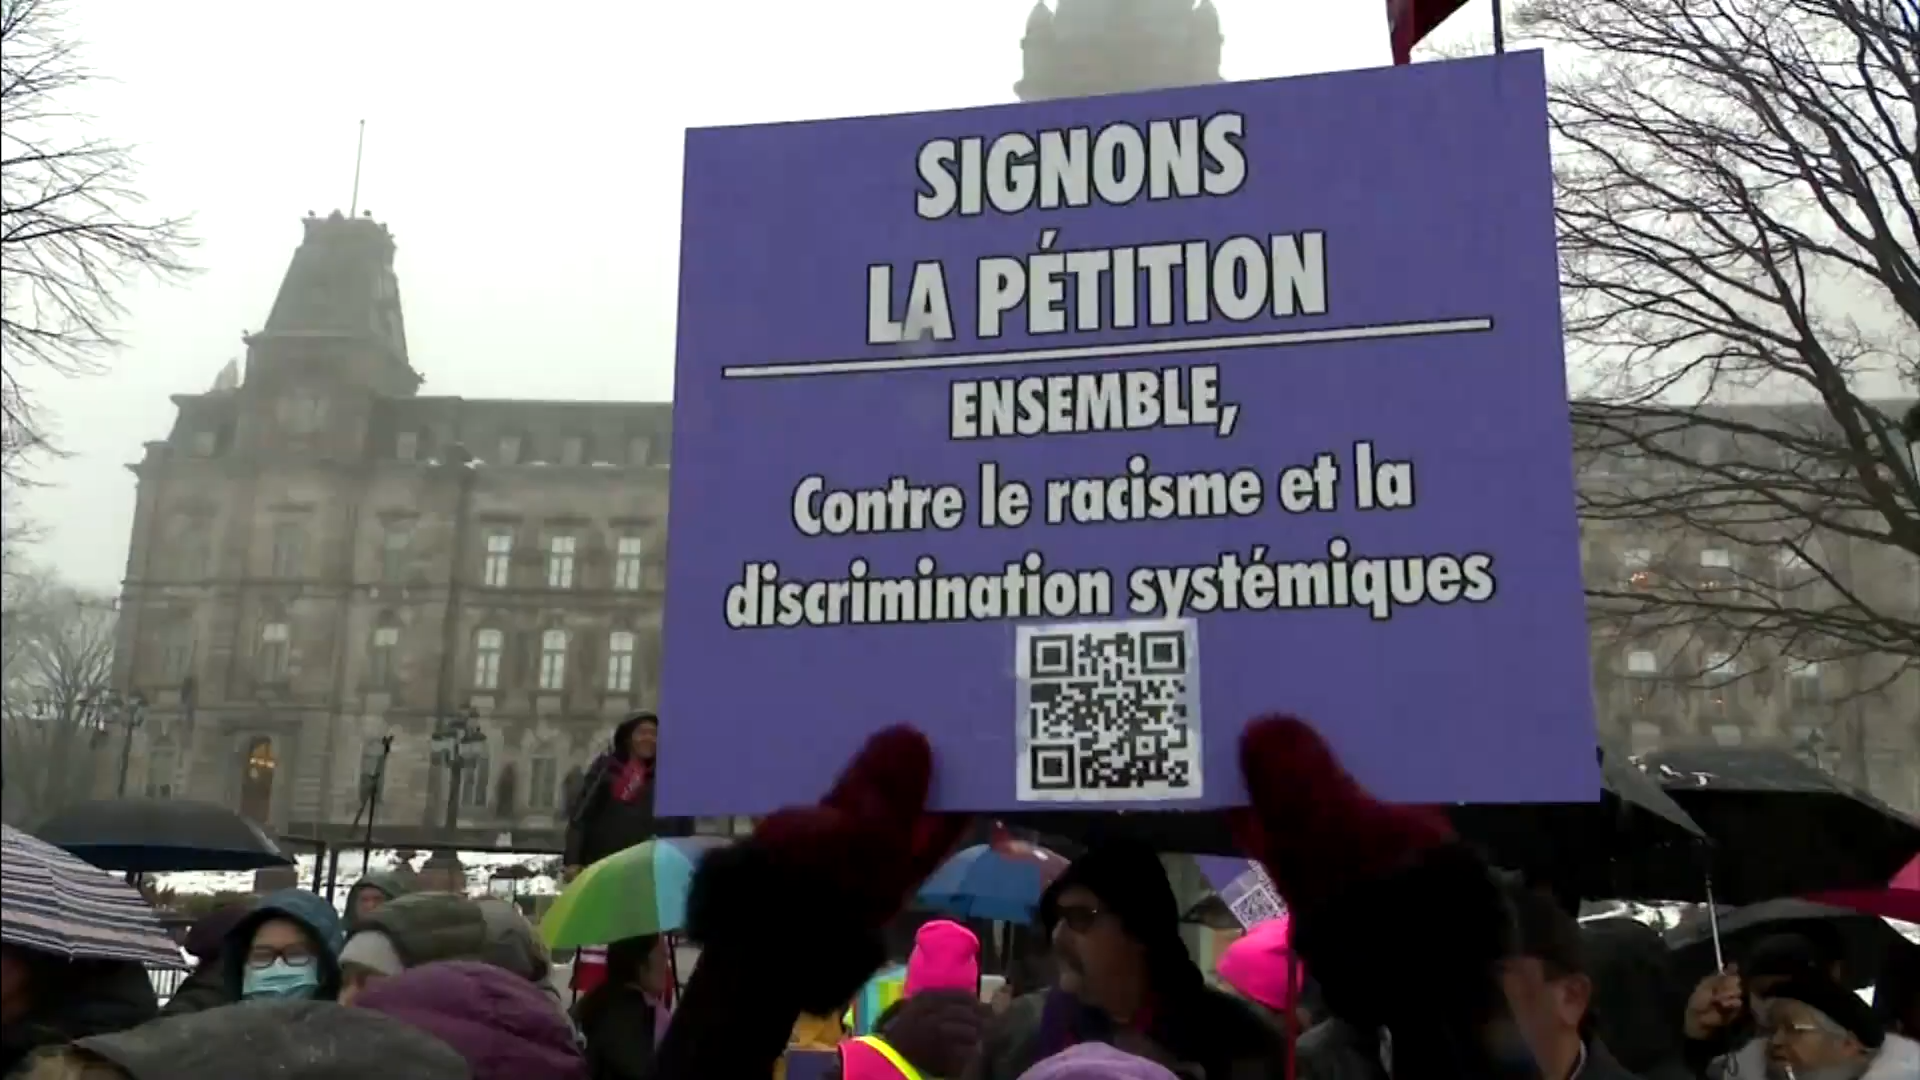 SIGNONS
LA PÉTITION
ENSEMBLE,
Contre le racisme et la
discrimination systémiques